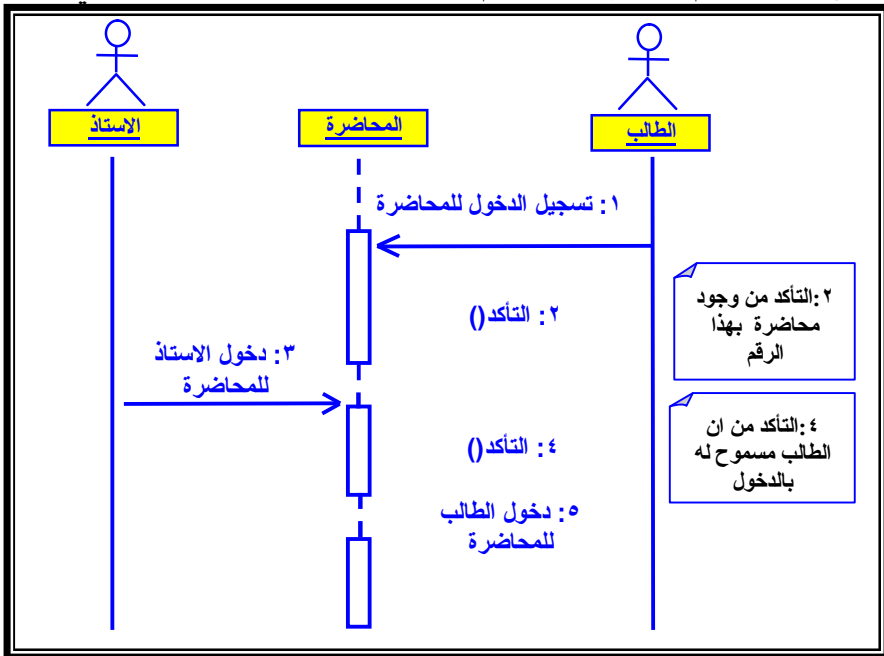 الطالب
المحاضرة
الاستاذ
١: تسجيل الدخول للمحاضرة
٢: التأكد()
٢:التأكد من وجود
محاضرة بهذا
الرقم
٣: دخول الاستاذ
للمحاضرة
٤: التأكد()
٤:التأكد من ان
الطالب مسموح له
بالدخول
٥: دخول الطالب
للمحاضرة